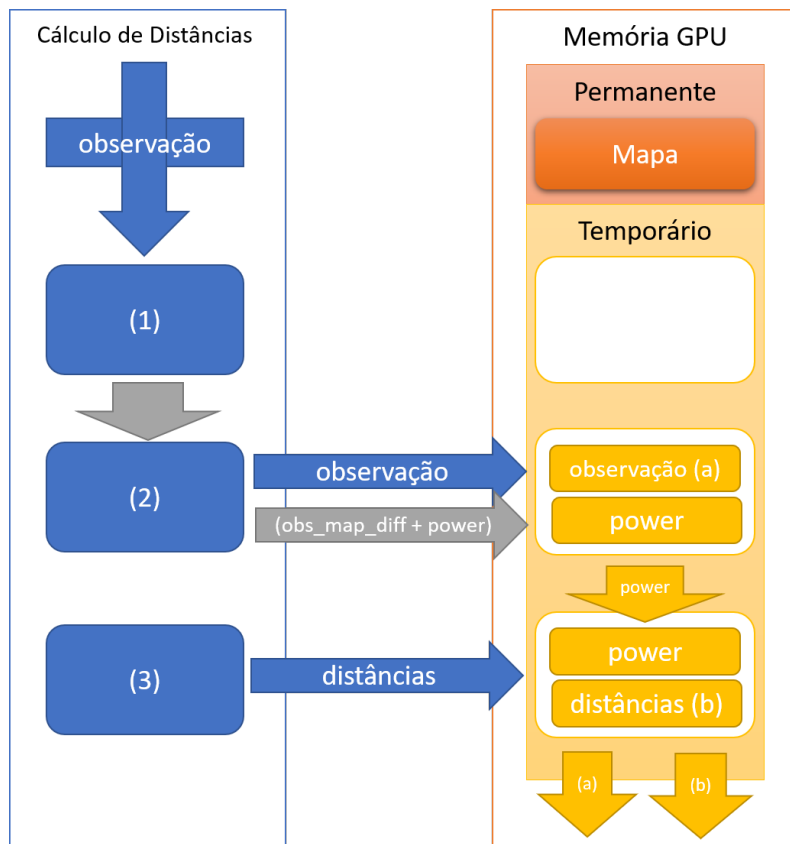 Cálculo de Distâncias
observação
(1)
(2)
(3)
observação
(obs_map_diff + power)
distâncias
Memória GPU
Permanente
Mapa
Temporário
observação (a)
power
power
power
distâncias (b)
(a)
(b)